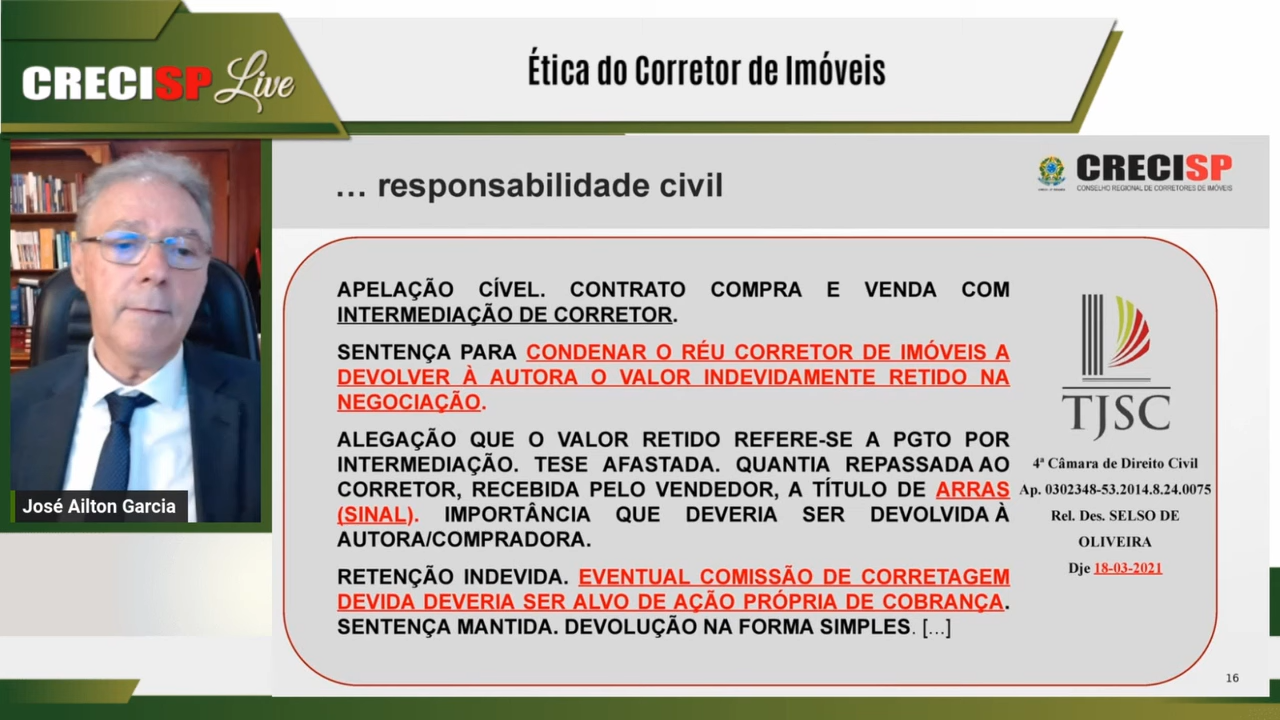 CRECISP Live
Ética do Corretor de Imóveis
... responsabilidade civil
CRECISP
CONSELHO REGIONAL DE CORRETORES DE IMÓVEIS
APELAÇÃO CÍVEL. CONTRATO COMPRA E VENDA COM
INTERMEDIAÇÃO DE CORRETOR.
SENTENÇA PARA CONDENAR O RÉU CORRETOR DE IMÓVEIS A
DEVOLVER À AUTORA O VALOR INDEVIDAMENTE RETIDO NA
NEGOCIAÇÃO.
ALEGAÇÃO QUE O VALOR RETIDO REFERE-SE A PGTO POR
INTERMEDIAÇÃO. TESE AFASTADA. QUANTIA REPASSADA AO
CORRETOR, RECEBIDA PELO VENDEDOR, A TÍTULO DE ARRAS
(SINAL). IMPORTÂNCIA QUE DEVERIA SER DEVOLVIDA À
AUTORA/COMPRADORA.
RETENÇÃO INDEVIDA. EVENTUAL COMISSÃO DE CORRETAGEM
DEVIDA DEVERIA SER ALVO DE AÇÃO PRÓPRIA DE COBRANÇA.
SENTENÇA MANTIDA. DEVOLUÇÃO NA FORMA SIMPLES. [...]
TJSC
4ª Câmara de Direito Civil
Ap. 0302348-53.2014.8.24.0075
Rel. Des. SELSO DE
OLIVEIRA
Dje 18-03-2021
José Ailton Garcia
16